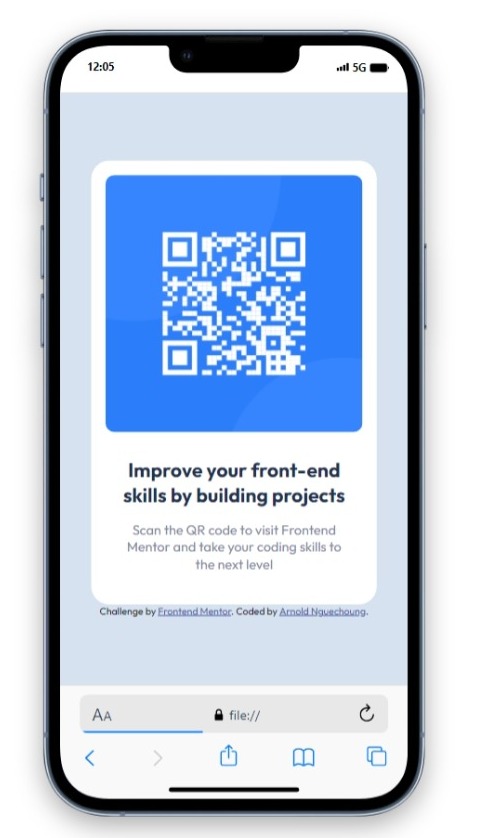 12:05
5G
Improve your front-end
skills by building projects
Scan the QR code to visit Frontend
Mentor and take your coding skills to
the next level
Challenge by Frontend Mentor. Coded by Arnold Nguechoung.
AA
file://